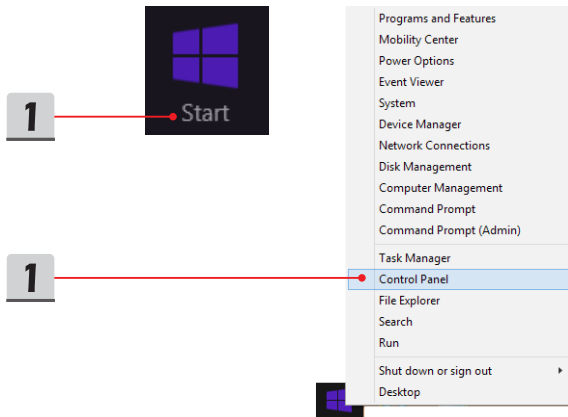 1
Start
1
Programs and Features
Mobility Center
Power Options
Event Viewer
System
Device Manager
Network Connections
Disk Management
Computer Management
Command Prompt
Command Prompt (Admin)
Task Manager
Control Panel
File Explorer
Search
Run
Shut down or sign out
Desktop